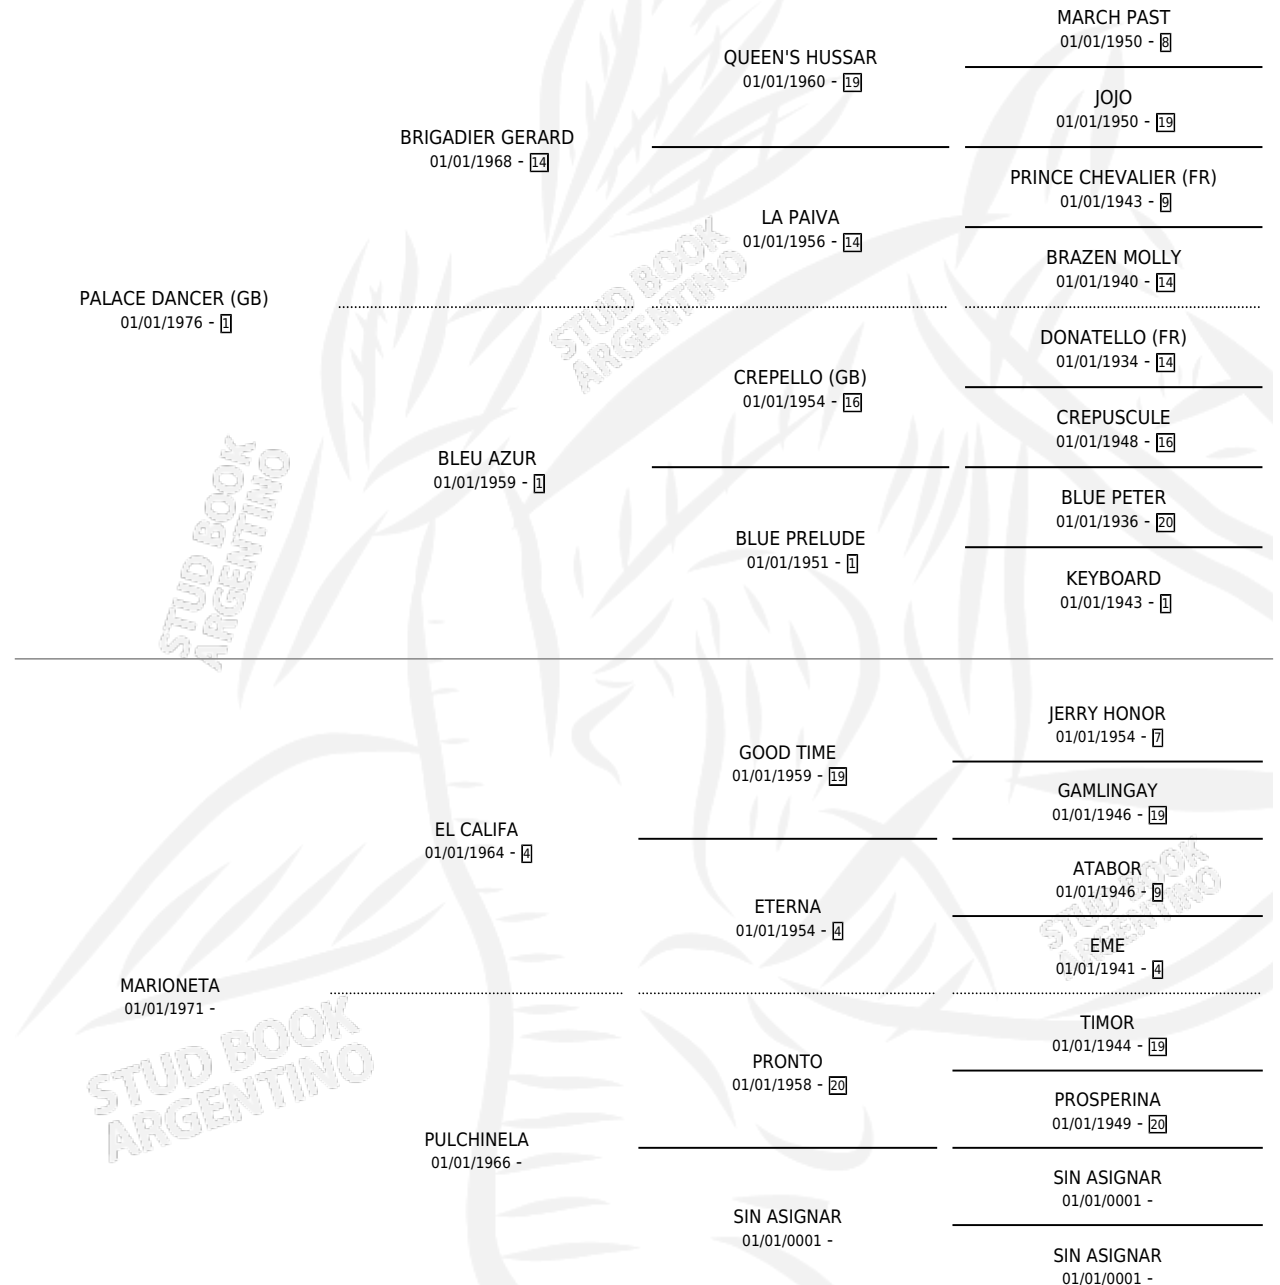 MARCH PAST
01/01/1950 - 8
QUEEN'S HUSSAR
01/01/1960 - 19
JOJO
01/01/1950 - 19
BRIGADIER GERARD
01/01/1968 - 14
PRINCE CHEVALIER (FR)
01/01/1943 - 9
LA PAIVA
01/01/1956 - 14
BRAZEN MOLLY
01/01/1940 - 14
PALACE DANCER (GB)
01/01/1976 - 1
DONATELLO (FR)
01/01/1934 - 14
CREPELLO (GB)
01/01/1954 - 16
CREPUSCULE
01/01/1948 - 16
BLEU AZUR
01/01/1959 - 1
BLUE PETER
01/01/1936 - 20
BLUE PRELUDE
01/01/1951 - 1
KEYBOARD
01/01/1943 - 1
JERRY HONOR
01/01/1954 - 7
GOOD TIME
01/01/1959 - 19
GAMLINGAY
01/01/1946 - 19
EL CALIFA
01/01/1964 - 4
ATABOR
01/01/1946 - 9
ETERNA
01/01/1954 - 4
EME
01/01/1941 - 4
MARIONETA
01/01/1971 -
TIMOR
01/01/1944 - 19
PRONTO
01/01/1958 - 20
PROSPERINA
01/01/1949 - 20
PULCHINELA
01/01/1966 -
SIN ASIGNAR
01/01/0001 -
SIN ASIGNAR
01/01/0001 -
SIN ASIGNAR
01/01/0001 -
STUD BOOK
ARGENTINO
STUD BOOK
ARGENTINO
STUD BOOK
ARGENTINO
STUD BOOK
ARGENTINO